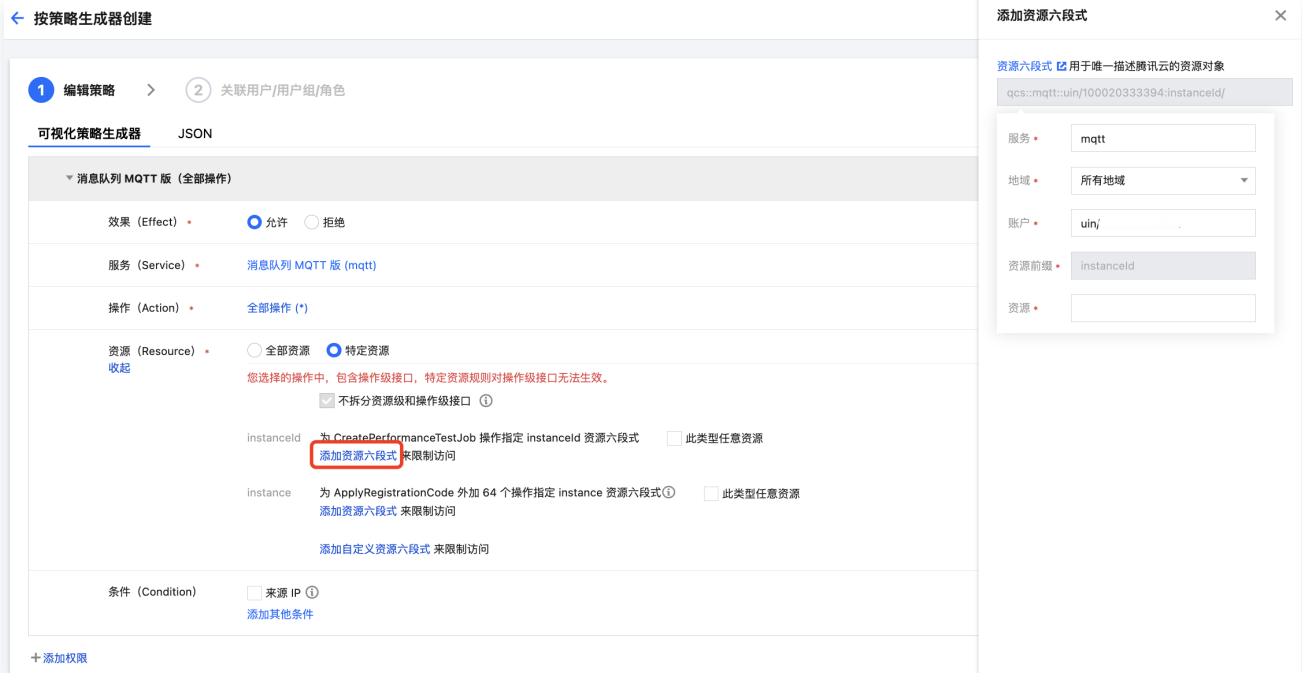 按策略生成器创建
1 编辑策略 2 关联用户/用户组/角色
可视化策略生成器 JSON
消息队列 MQTT 版（全部操作）
效果（Effect） • 允许 拒绝
服务（Service） • 消息队列 MQTT 版 (mqtt)
操作（Action） • 全部操作 (*)
资源（Resource） • 全部资源 特定资源
收起
您选择的操作中，包含操作级接口，特定资源规则对操作级接口无法生效。
不拆分资源级和操作级接口
instanceId 为 CreatePerformanceTestJob 操作指定 instanceId 资源六段式 此类型任意资源
添加资源六段式 来限制访问
instance 为 ApplyRegistrationCode 外加 64 个操作指定 instance 资源六段式 此类型任意资源
添加资源六段式 来限制访问
添加自定义资源六段式 来限制访问
条件（Condition） 来源 IP
添加其他条件
+添加权限
添加资源六段式
资源六段式 用于唯一描述腾讯云的资源对象
qcs::mqtt::uin/100020333394:instanceId/
服务 • mqtt
地域 • 所有地域
账户 • uin/
资源前缀 • instanceId
资源 •